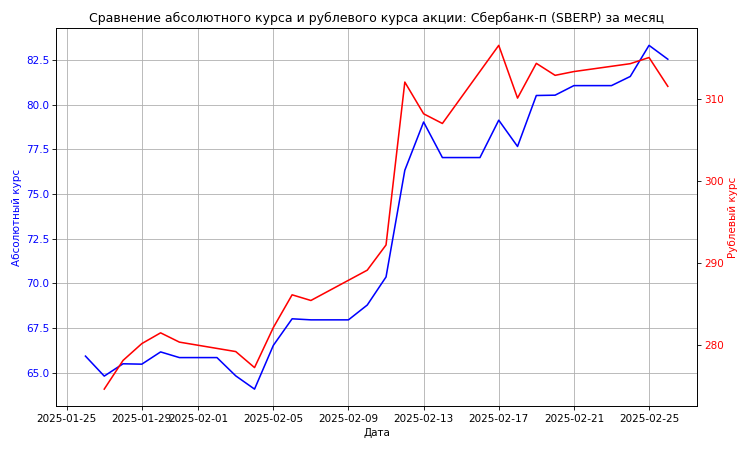 Сравнение абсолютного курса и рублевого курса акции: Сбербанк-п (SBERP) за месяц
82.5
80.0
77.5
75.0
72.5
70.0
67.5
65.0
Абсолютный курс
310
300
290
280
Рублевый курс
2025-01-25 2025-01-29 2025-02-01 2025-02-05 2025-02-09 2025-02-13 2025-02-17 2025-02-21 2025-02-25
Дата